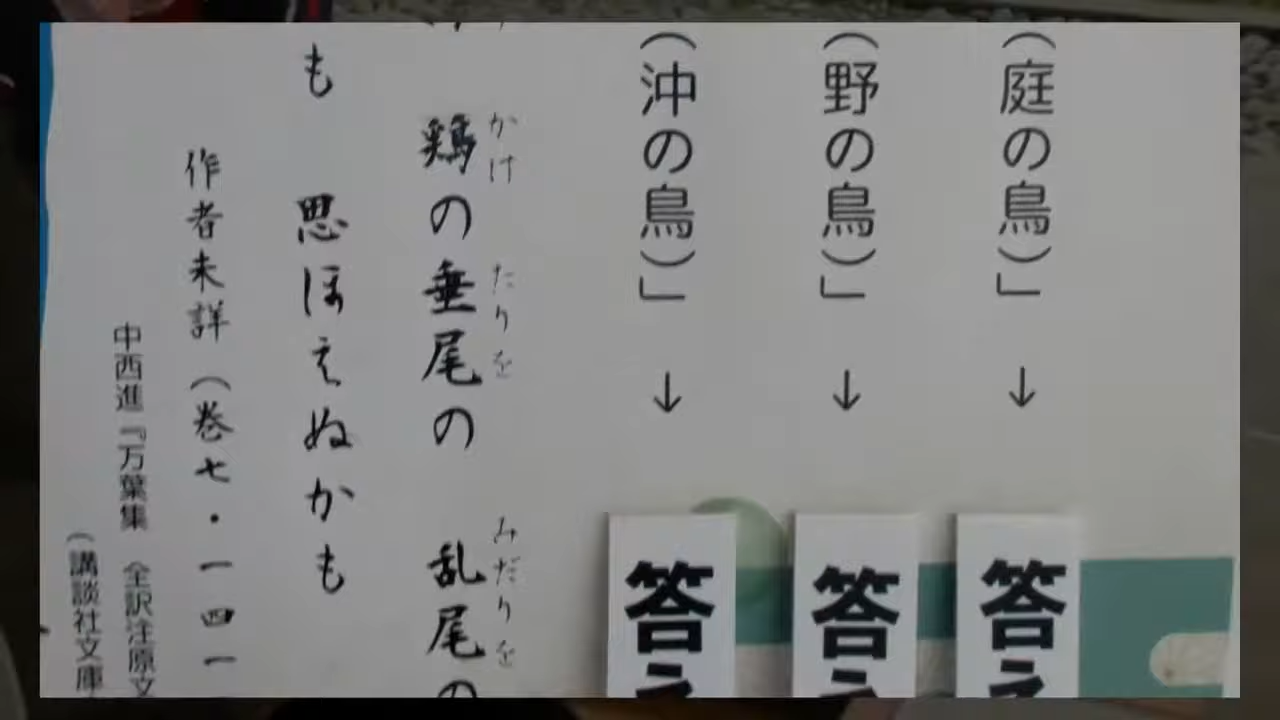 （庭の鳥）」→
答え
（野の鳥）」→
答え
（沖の鳥）」→
答え
鶏の垂尾の 乱尾の
かけ たりを みだりを
も 思ほえぬかも
作者未詳（巻七・一四一
中西進『万葉集 全訳注原文
（講談社文庫